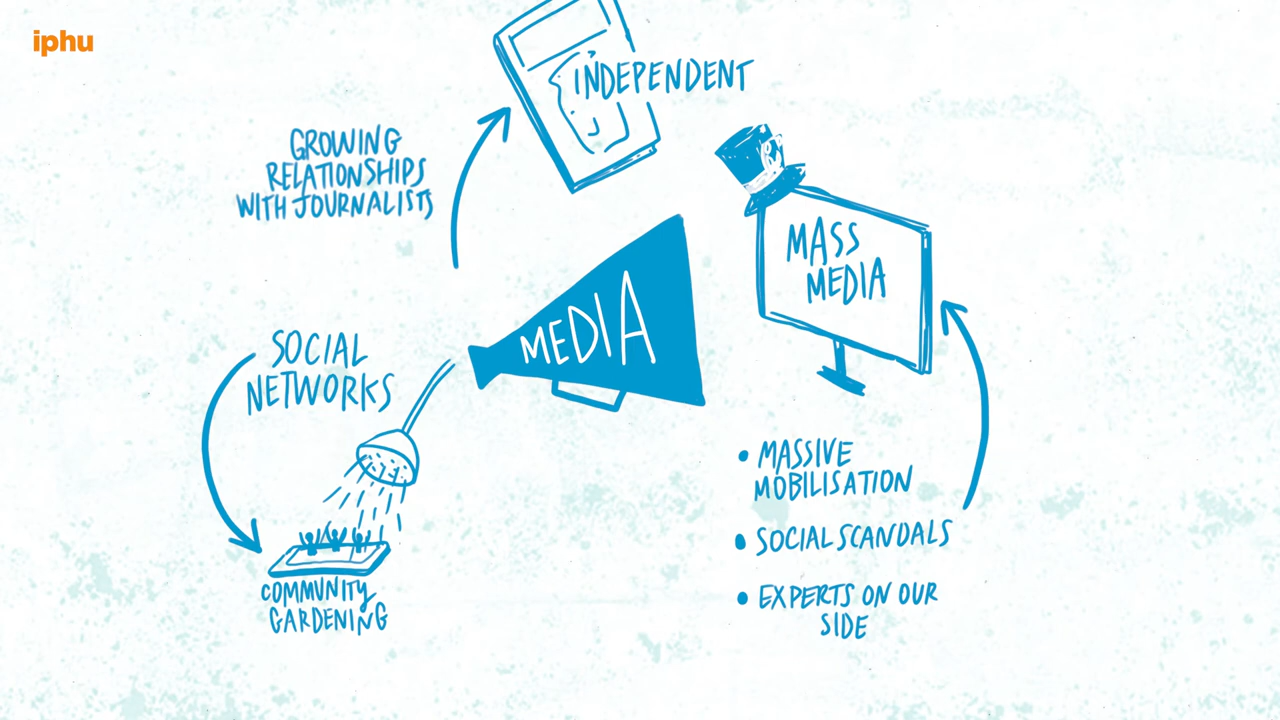 iphu
INDEPENDENT
GROWING
RELATIONSHIPS
WITH JOURNALISTS
MASS
MEDIA
MEDIA
SOCIAL
NETWORKS
COMMUNITY
GARDENING
• MASSIVE
MOBILISATION
• SOCIAL SCANDALS
• EXPERTS ON OUR
SIDE